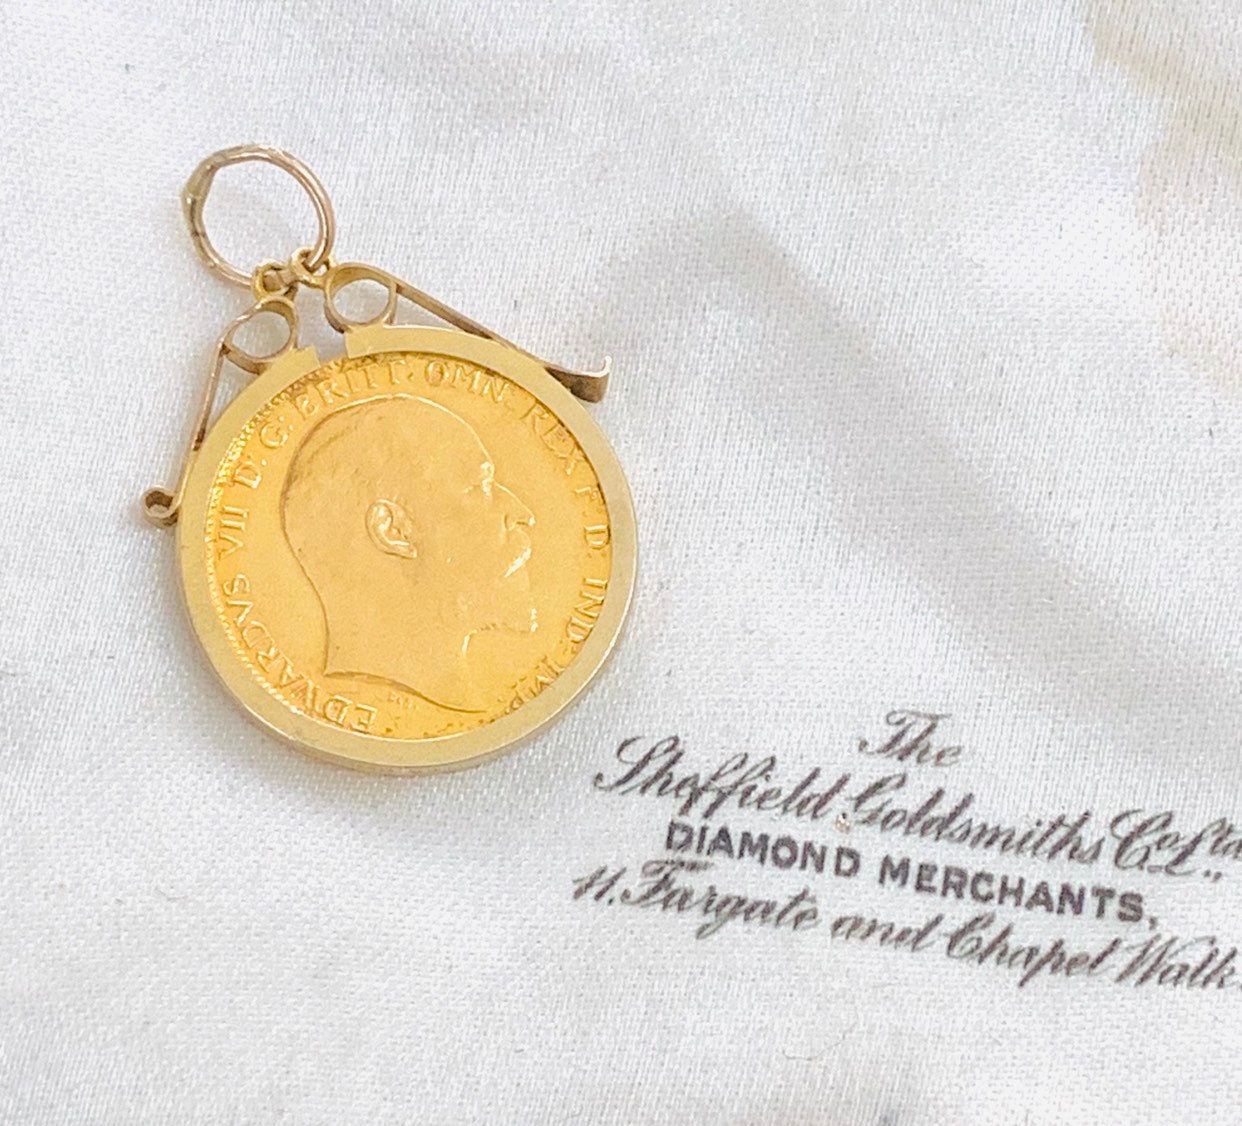 EDWARDVS VII D: G: BRITT: OMN: REX F: D: IND: IMP:
The
Sheffield Goldsmiths Co. Ltd.,
DIAMOND MERCHANTS,
11. Fargate and Chapel Walk.